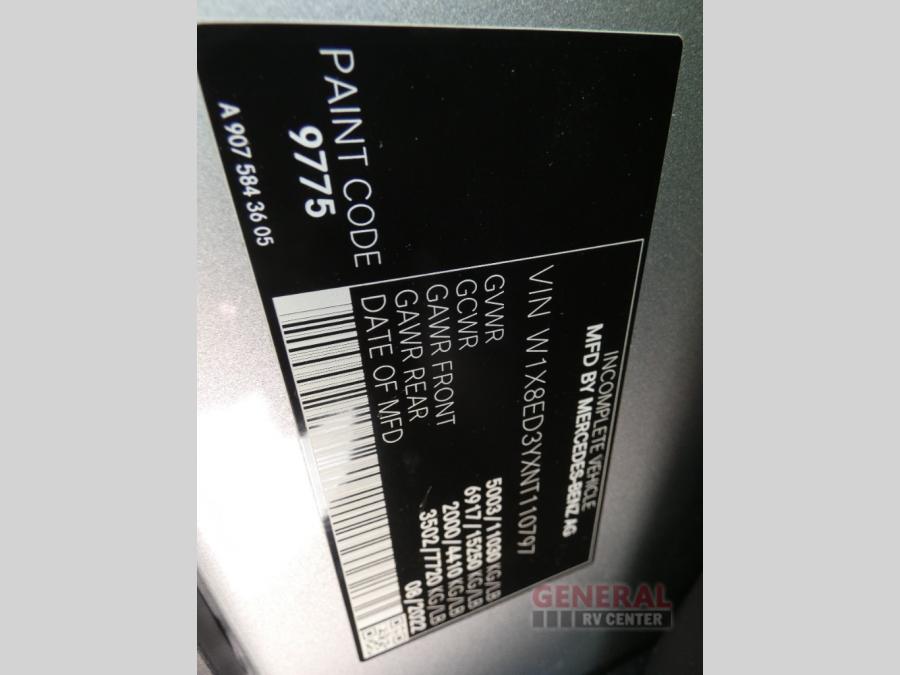 INCOMPLETE VEHICLE
MFD BY MERCEDES-BENZ AG
VIN W1X8ED3YXNT110797
GVWR 5003/11030 KG/LB
GCWR 6917/15250 KG/LB
GAWR FRONT 2000/4410 KG/LB
GAWR REAR 3502/7720 KG/LB
DATE OF MFD 08/2022
PAINT CODE
9775
A 907 584 36 05
GENERAL
RV CENTER